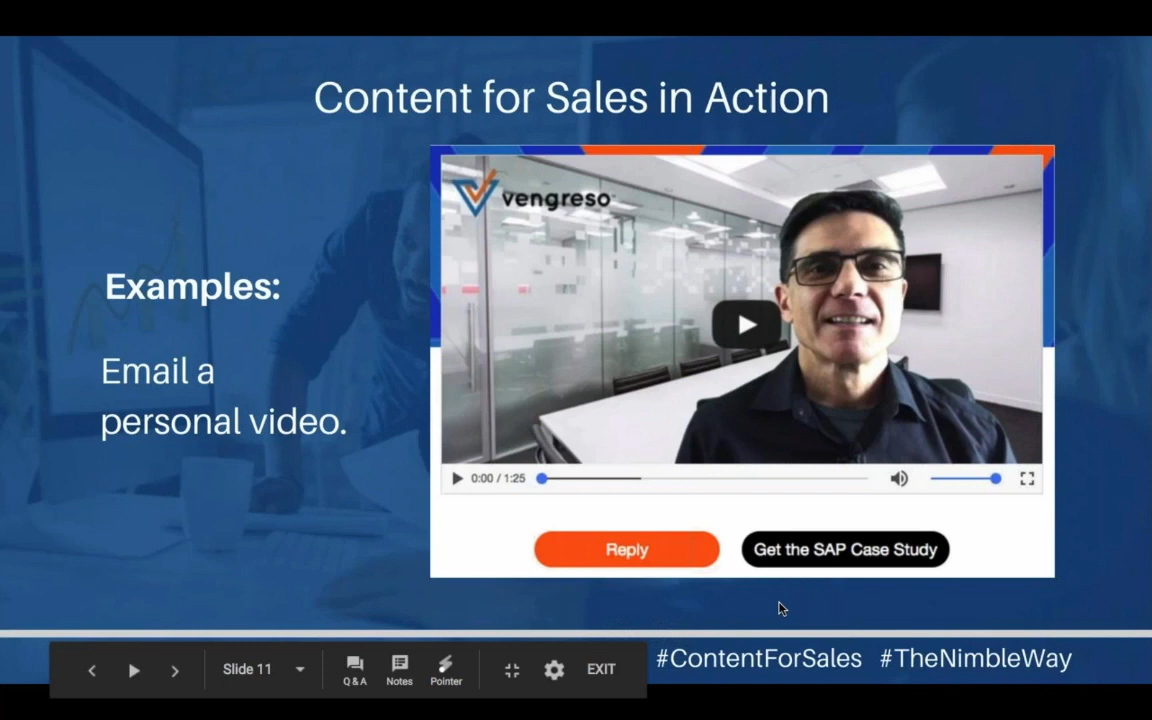 Content for Sales in Action
vengreso
Examples:
Email a
personal video.
0:00 / 1:25
Reply
Get the SAP Case Study
Slide 11
Q & A
Notes
Pointer
EXIT
#ContentForSales #TheNimbleWay